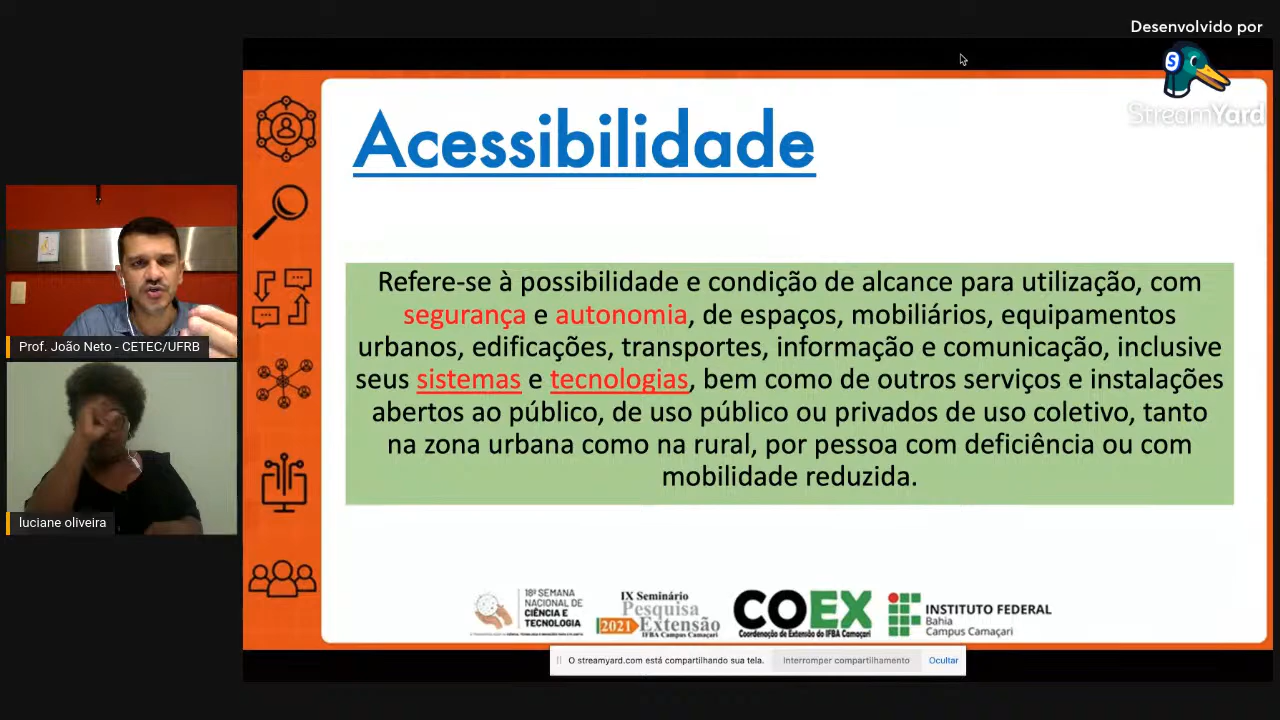 Desenvolvido por
StreamYard
Acessibilidade
Refere-se à possibilidade e condição de alcance para utilização, com
segurança e autonomia, de espaços, mobiliários, equipamentos
urbanos, edificações, transportes, informação e comunicação, inclusive
seus sistemas e tecnologias, bem como de outros serviços e instalações
abertos ao público, de uso público ou privados de uso coletivo, tanto
na zona urbana como na rural, por pessoa com deficiência ou com
mobilidade reduzida.
Prof. João Neto - CETEC/UFRB
luciane oliveira
18ª SEMANA
NACIONAL DE
CIÊNCIA E
TECNOLOGIA
IX Seminário
Pesquisa
2021 Extensão
IFBA Campus Camaçari
COEX
Coordenação de Extensão do IFBA Camaçari
INSTITUTO FEDERAL
Bahia
Campus Camaçari
O streamyard.com está compartilhando sua tela.
Interromper compartilhamento
Ocultar